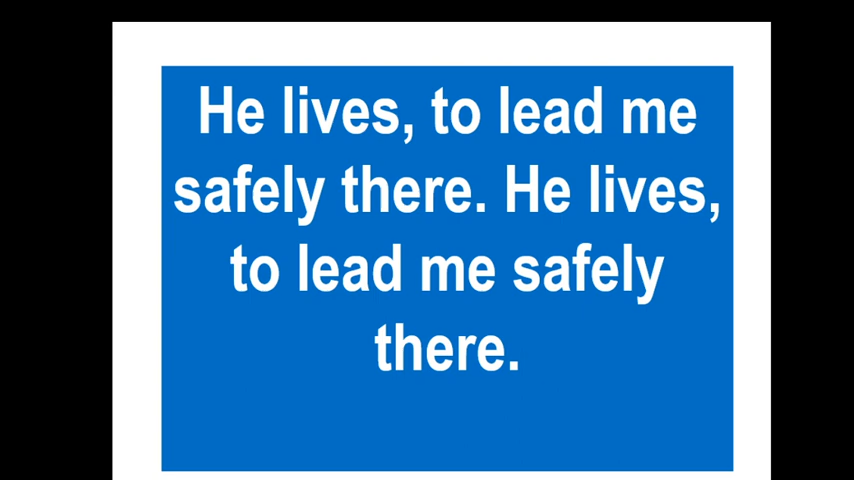 He lives, to lead me
safely there. He lives,
to lead me safely
there.